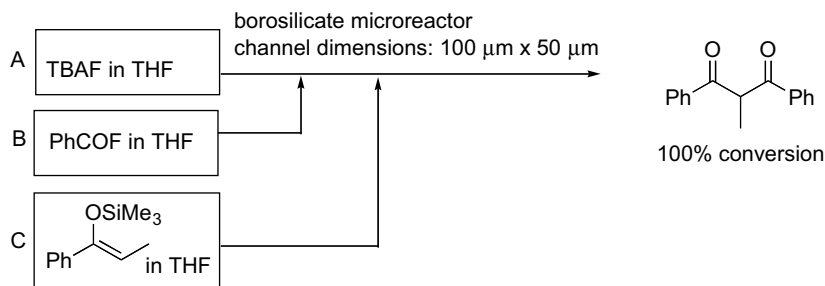 borosilicate microreactor
channel dimensions: 100 μm x 50 μm
A
TBAF in THF
B
PhCOF in THF
C
OSiMe3
Ph
in THF
O O
Ph Ph
100% conversion